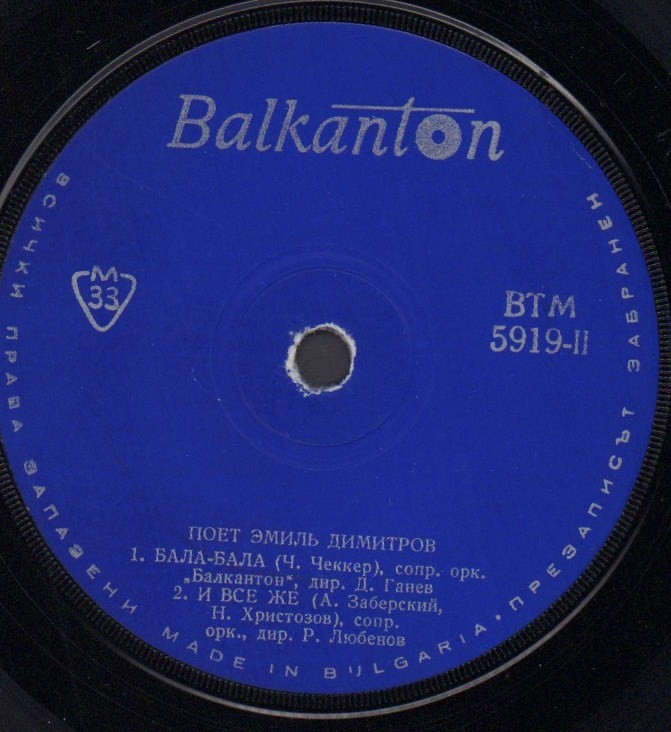 Balkanton
M
33
ВТМ
5919-II
ПОЕТ ЭМИЛЬ ДИМИТРОВ
1. БАЛА-БАЛА (Ч. Чеккер), сопр. орк.
„Балкантон“, дир. Д. Ганев
2. И ВСЕ ЖЕ (А. Заберский,
Н. Христозов), сопр.
орк., дир. Р. Любенов
ВСИЧКИ ПРАВА ЗАПАЗЕНИ MADE IN BULGARIA · ПРЕЗАПИСЪТ ЗАБРАНЕН